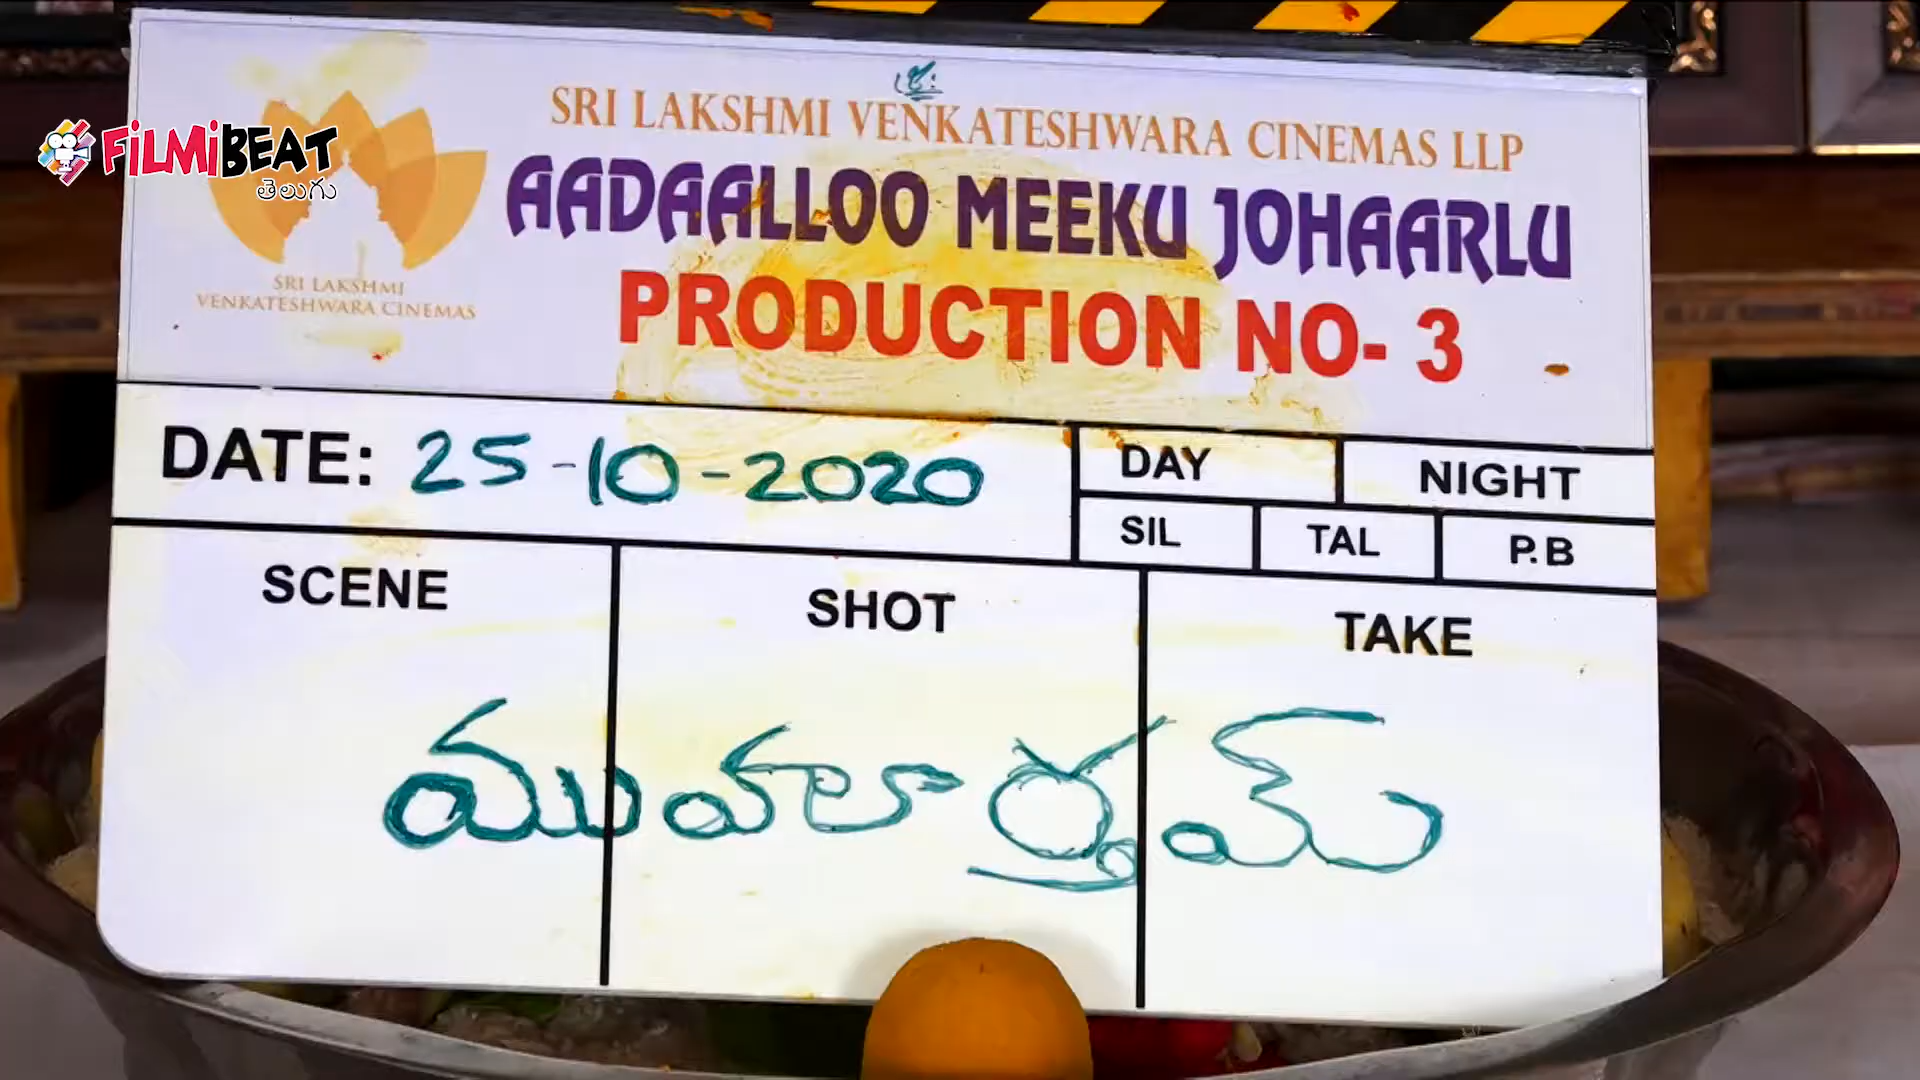 FILMIBEAT
తెలుగు
శ్రీ:
SRI LAKSHMI VENKATESHWARA CINEMAS LLP
AADAALLOO MEEKU JOHAARLU
PRODUCTION NO- 3
SRI LAKSHMI
VENKATESHWARA CINEMAS
DATE: 25-10-2020
DAY NIGHT
SIL TAL P.B
SCENE SHOT TAKE